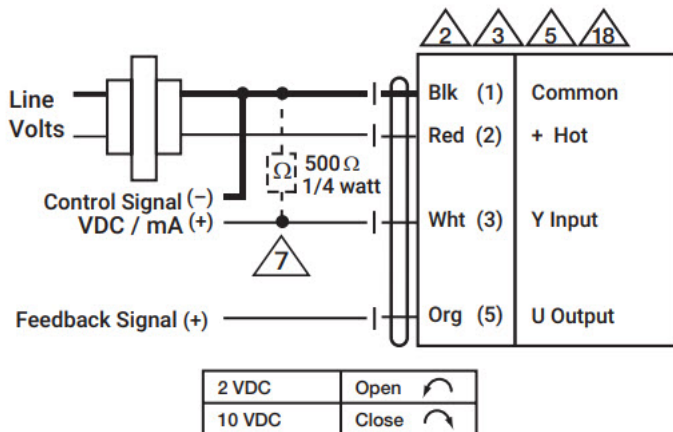 2 3 5 18
Line
Volts
Blk (1) Common
Red (2) + Hot
Ω 500 Ω
1/4 watt
Control Signal (–)
VDC / mA (+)
Wht (3) Y Input
7
Feedback Signal (+)
Org (5) U Output
2 VDC Open
10 VDC Close